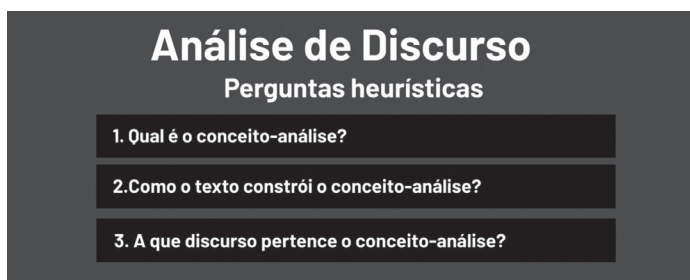 Análise de Discurso
Perguntas heurísticas
1. Qual é o conceito-análise?
2.Como o texto constrói o conceito-análise?
3. A que discurso pertence o conceito-análise?